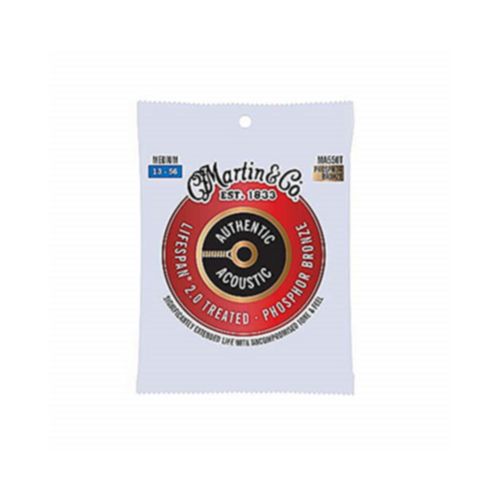 MEDIUM
13 - 56
MA550T
PHOSPHOR
BRONZE
Martin & Co.
EST. 1833
AUTHENTIC
ACOUSTIC
LIFESPAN® 2.0 TREATED · PHOSPHOR BRONZE
SIGNIFICANTLY EXTENDED LIFE WITH UNCOMPROMISED TONE & FEEL